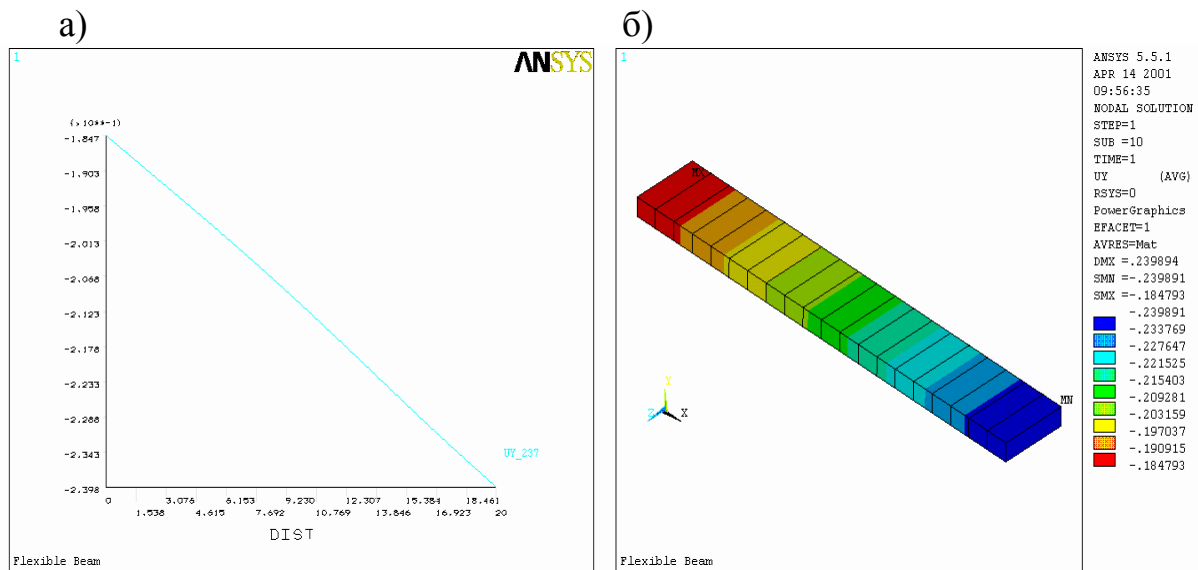 а)
б)
1
ANSYS
(x10**-1)
-1.847
-1.903
-1.958
-2.013
-2.068
-2.123
-2.178
-2.233
-2.288
-2.343
-2.398
UY_237
0 3.076 6.153 9.230 12.307 15.384 18.461
1.538 4.615 7.692 10.769 13.846 16.923 20
DIST
Flexible Beam
1
MX
MN
Y
Z X
Flexible Beam
ANSYS 5.5.1
APR 14 2001
09:56:35
NODAL SOLUTION
STEP=1
SUB =10
TIME=1
UY (AVG)
RSYS=0
PowerGraphics
EFACET=1
AVRES=Mat
DMX =.239894
SMN =-.239891
SMX =-.184793
-.239891
-.233769
-.227647
-.221525
-.215403
-.209281
-.203159
-.197037
-.190915
-.184793